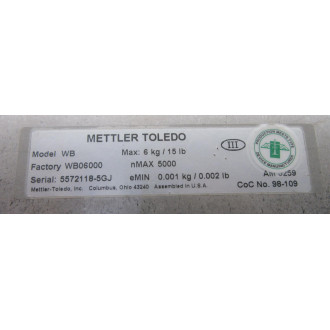 METTLER TOLEDO
Model WB Max: 6 kg / 15 lb III
Factory WB06000 nMAX 5000
Serial: 5572118-5GJ eMIN 0.001 kg / 0.002 lb
Mettler-Toledo, Inc. Columbus, Ohio 43240 Assembled in U.S.A.
CoC No. 98-109